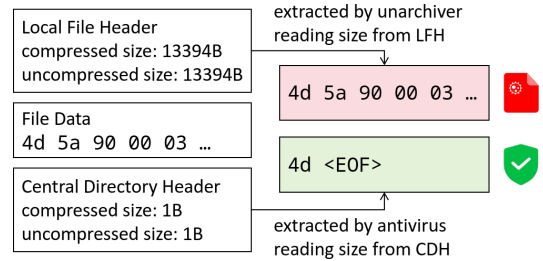 Local File Header
compressed size: 13394B
uncompressed size: 13394B
File Data
4d 5a 90 00 03 …
Central Directory Header
compressed size: 1B
uncompressed size: 1B
extracted by unarchiver
reading size from LFH
4d 5a 90 00 03 …
4d <EOF>
extracted by antivirus
reading size from CDH